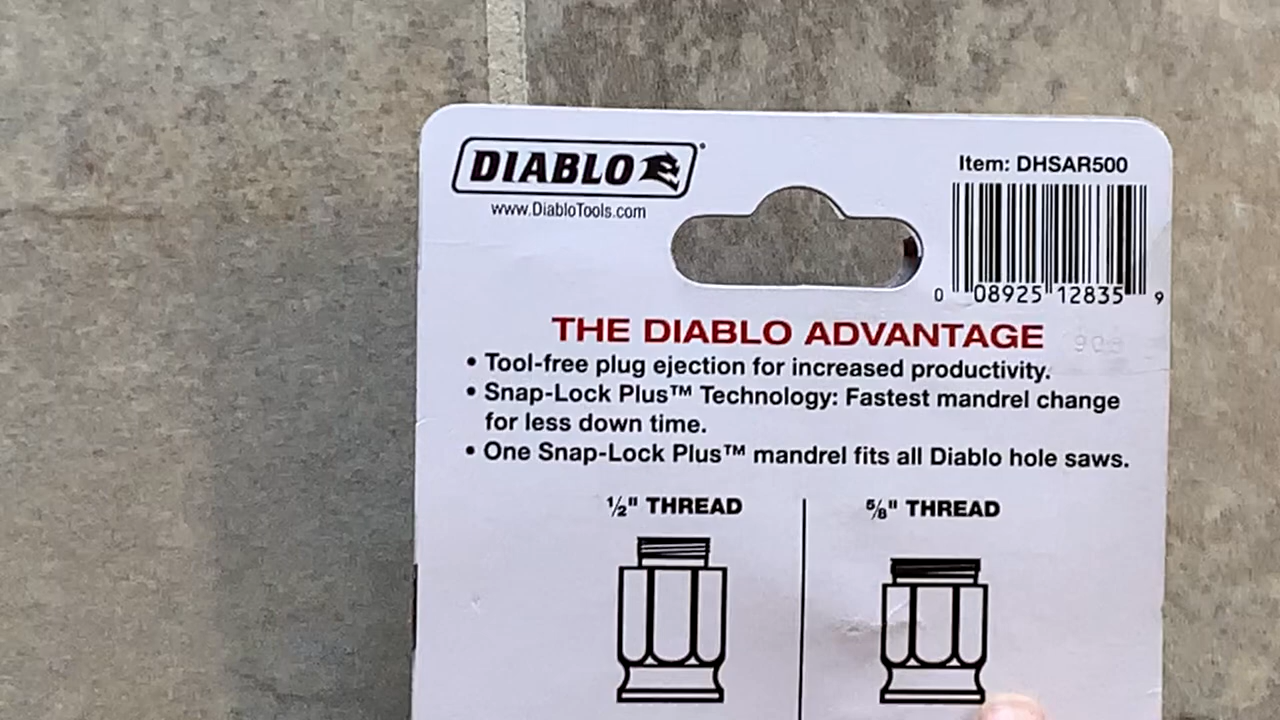 DIABLO
www.DiabloTools.com
Item: DHSAR500
0 08925 12835 9
THE DIABLO ADVANTAGE
• Tool-free plug ejection for increased productivity.
• Snap-Lock Plus™ Technology: Fastest mandrel change
for less down time.
• One Snap-Lock Plus™ mandrel fits all Diablo hole saws.
½" THREAD
⅝" THREAD